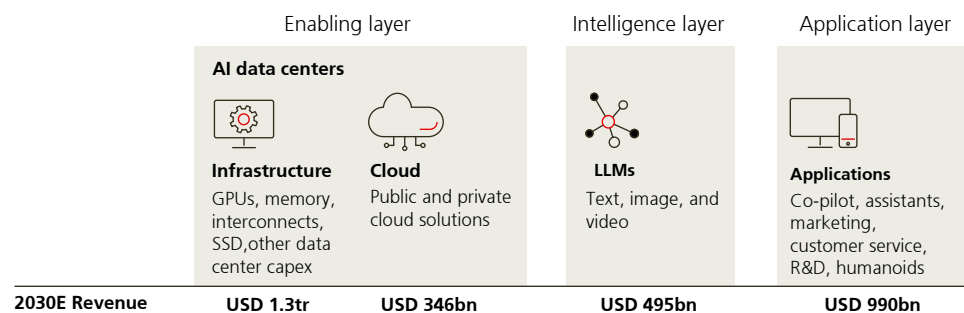 Enabling layer
Intelligence layer
Application layer
AI data centers
Infrastructure
GPUs, memory,
interconnects,
SSD,other data
center capex
Cloud
Public and private
cloud solutions
LLMs
Text, image, and
video
Applications
Co-pilot, assistants,
marketing,
customer service,
R&D, humanoids
2030E Revenue
USD 1.3tr
USD 346bn
USD 495bn
USD 990bn